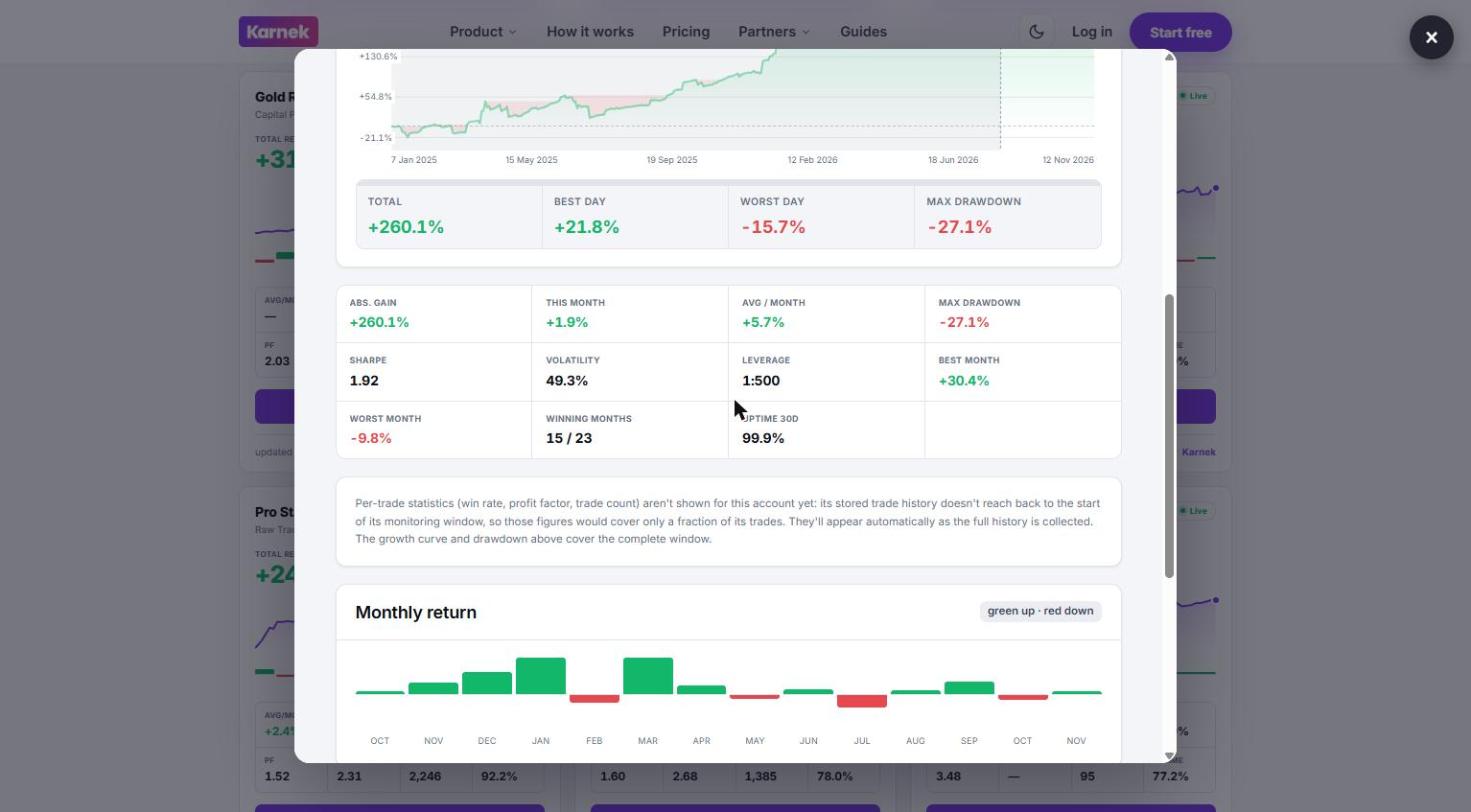 Karnek
Product
How it works
Pricing
Partners
Guides
Log in
Start free
Gold R
Capital F
TOTAL RE
+31
Live
+130.6%
+54.8%
-21.1%
7 Jan 2025
15 May 2025
19 Sep 2025
12 Feb 2026
18 Jun 2026
12 Nov 2026
TOTAL
BEST DAY
WORST DAY
MAX DRAWDOWN
+260.1%
+21.8%
-15.7%
-27.1%
ABS. GAIN
THIS MONTH
AVG / MONTH
MAX DRAWDOWN
+260.1%
+1.9%
+5.7%
-27.1%
SHARPE
VOLATILITY
LEVERAGE
BEST MONTH
1.92
49.3%
1:500
+30.4%
WORST MONTH
WINNING MONTHS
UPTIME 30D
-9.8%
15 / 23
99.9%
AVG/MO
—
PF
2.03
updated
Karnek
Per-trade statistics (win rate, profit factor, trade count) aren't shown for this account yet: its stored trade history doesn't reach back to the start
of its monitoring window, so those figures would cover only a fraction of its trades. They'll appear automatically as the full history is collected.
The growth curve and drawdown above cover the complete window.
Pro St
Raw Trad
TOTAL RE
+24
Live
Monthly return
green up · red down
OCT
NOV
DEC
JAN
FEB
MAR
APR
MAY
JUN
JUL
AUG
SEP
OCT
NOV
AVG/MO
+2.4%
PF
1.52
2.31
2,246
92.2%
1.60
2.68
1,385
78.0%
3.48
—
95
77.2%